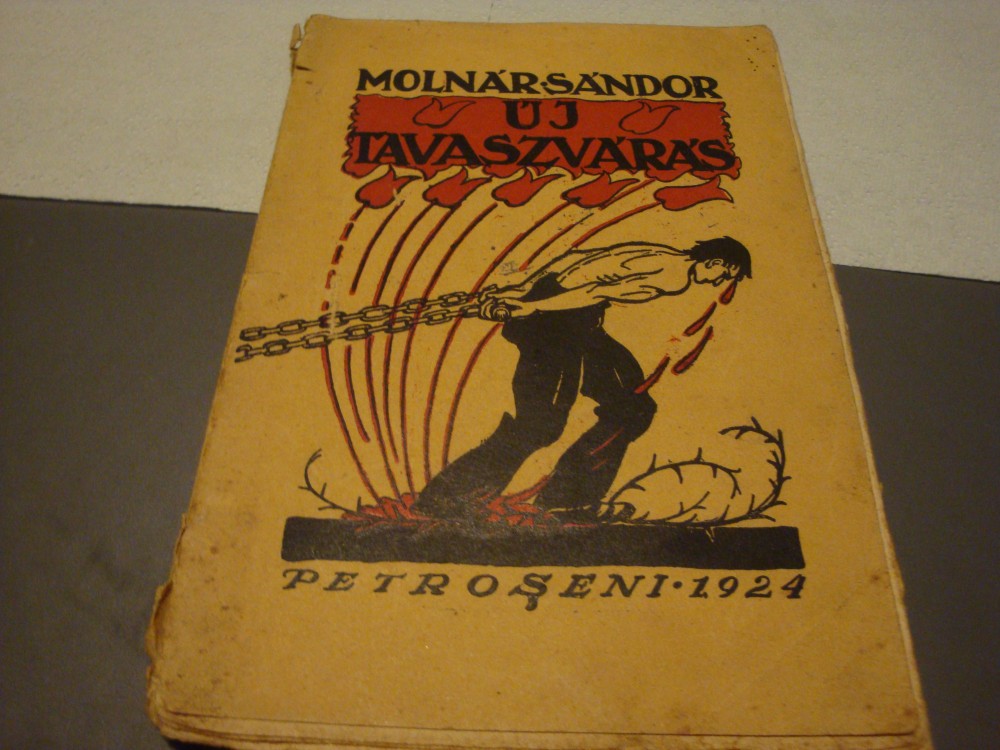 MOLNÁR·SÁNDOR
ÚJ
TAVASZVÁRÁS
PETROŞENI·1924